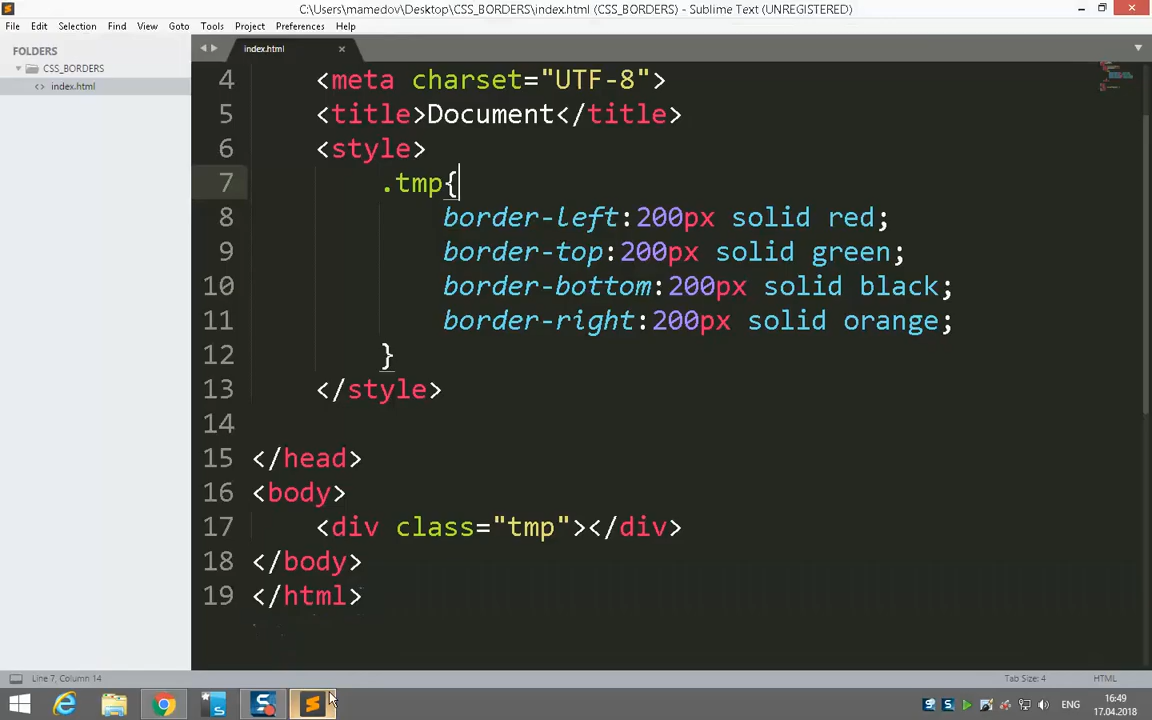 C:\Users\mamedov\Desktop\CSS_BORDERS\index.html (CSS_BORDERS) - Sublime Text (UNREGISTERED)
File Edit Selection Find View Goto Tools Project Preferences Help
FOLDERS
CSS_BORDERS
<> index.html
index.html
4 <meta charset="UTF-8">
5 <title>Document</title>
6 <style>
7 .tmp{
8 border-left:200px solid red;
9 border-top:200px solid green;
10 border-bottom:200px solid black;
11 border-right:200px solid orange;
12 }
13 </style>
14
15 </head>
16 <body>
17 <div class="tmp"></div>
18 </body>
19 </html>
Line 7, Column 14 Tab Size: 4 HTML
ENG 16:49
17.04.2018